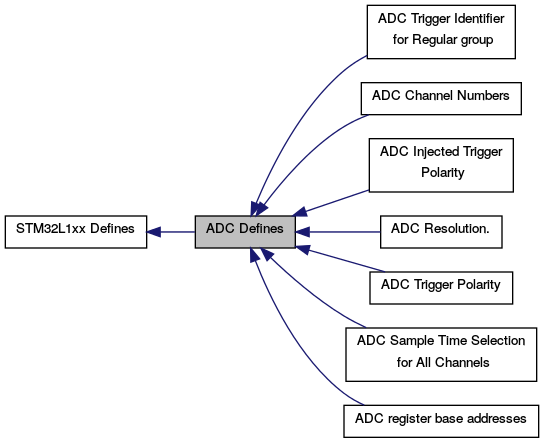 ADC Trigger Identifier
for Regular group
ADC Channel Numbers
ADC Injected Trigger
Polarity
STM32L1xx Defines
ADC Defines
ADC Resolution.
ADC Trigger Polarity
ADC Sample Time Selection
for All Channels
ADC register base addresses